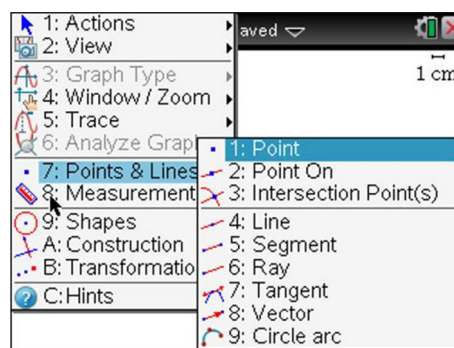 1: Actions
2: View
3: Graph Type
4: Window / Zoom
5: Trace
6: Analyze Grap
7: Points & Lines
8: Measurement
9: Shapes
A: Construction
B: Transformatio
C:Hints
aved
1 cm
1: Point
2: Point On
3: Intersection Point(s)
4: Line
5: Segment
6: Ray
7: Tangent
8: Vector
9: Circle arc